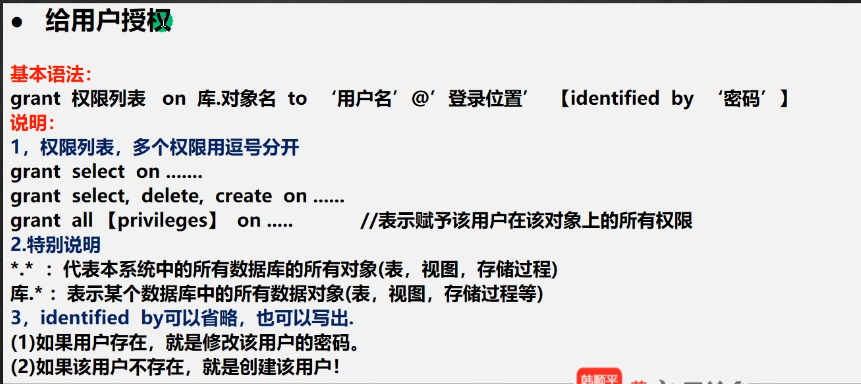 ● 给用户授权
基本语法：
grant 权限列表 on 库.对象名 to ‘用户名’@’登录位置’ 【identified by ‘密码’】
说明：
1，权限列表，多个权限用逗号分开
grant select on .......
grant select, delete, create on ......
grant all 【privileges】 on ..... //表示赋予该用户在该对象上的所有权限
2.特别说明
*.* ：代表本系统中的所有数据库的所有对象(表，视图，存储过程)
库.*：表示某个数据库中的所有数据对象(表，视图，存储过程等)
3，identified by可以省略，也可以写出.
(1)如果用户存在，就是修改该用户的密码。
(2)如果该用户不存在，就是创建该用户！
韩顺平